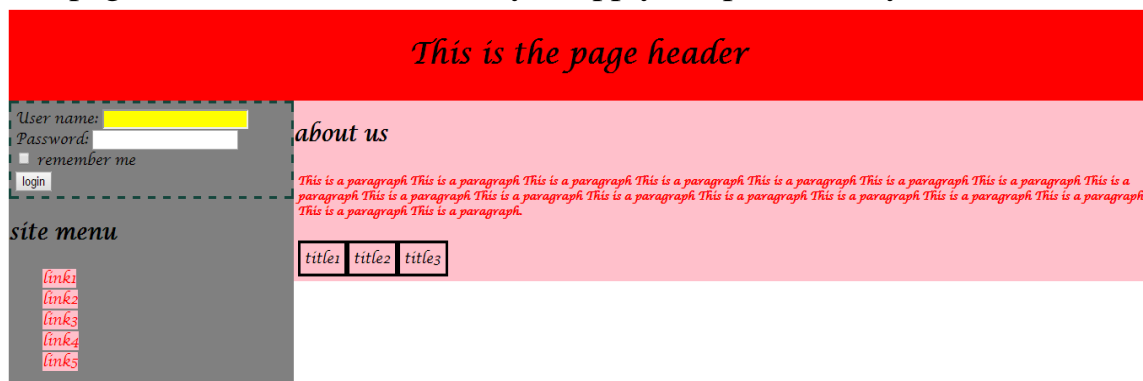 This is the page header
User name:
Password:
remember me
login
site menu
link1
link2
link3
link4
link5
about us
This is a paragraph This is a paragraph This is a paragraph This is a paragraph This is a paragraph This is a paragraph This is a paragraph This is a
paragraph This is a paragraph This is a paragraph This is a paragraph This is a paragraph This is a paragraph This is a paragraph This is a paragraph
This is a paragraph This is a paragraph.
title1 title2 title3